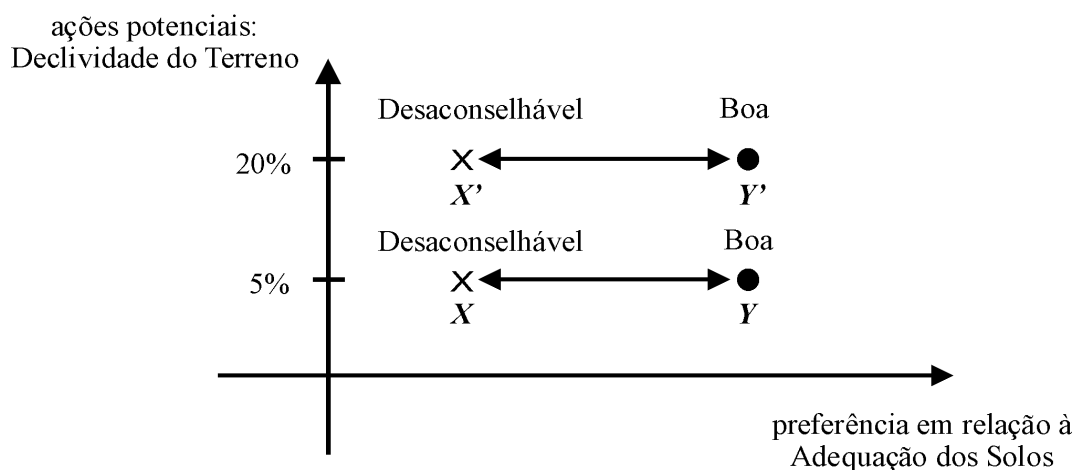 ações potenciais:
Declividade do Terreno
Desaconselhável Boa
20%
X’ Y’
Desaconselhável Boa
5%
X Y
preferência em relação à
Adequação dos Solos